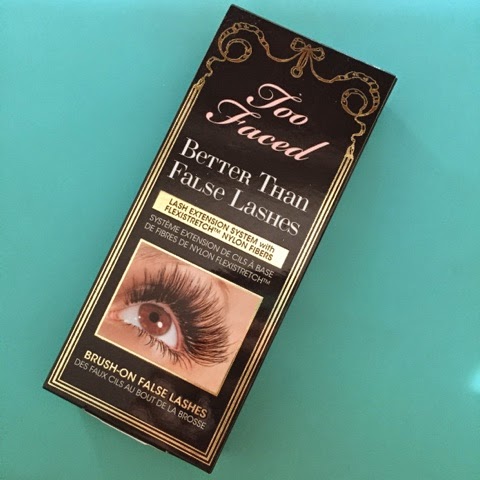 Too
Faced
BETTER THAN
FALSE LASHES
LASH EXTENSION SYSTEM with
FLEXISTRETCH™ NYLON FIBERS
SYSTÈME EXTENSION DE CILS À BASE
DE FIBRES DE NYLON FLEXISTRETCH™
BRUSH-ON FALSE LASHES
DES FAUX CILS AU BOUT DE LA BROSSE